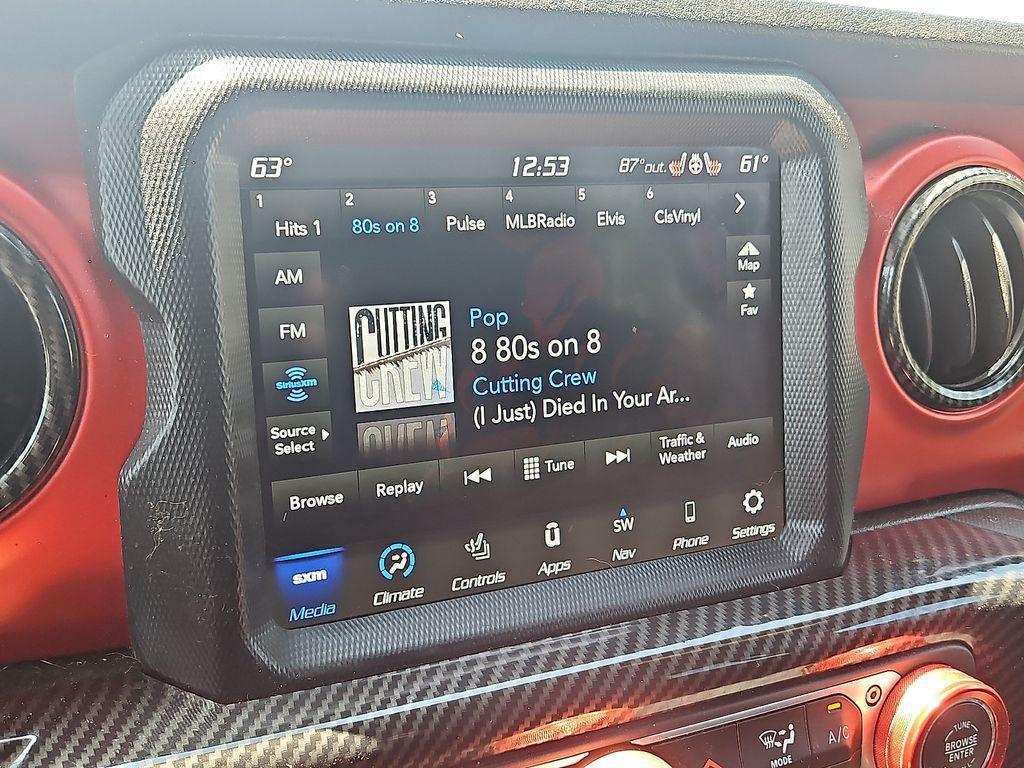 63° 12:53 87°out. 61°
1 2 3 4 5 6
Hits 1 80s on 8 Pulse MLBRadio Elvis ClsVinyl
AM
Map
Fav
FM
SiriusXM
Source
Select
CUTTING
CREW
Pop
8 80s on 8
Cutting Crew
(I Just) Died In Your Ar...
Browse Replay Tune Traffic &
Weather
Audio
sxm
Media
Climate
Controls
Apps
SW
Nav
Phone
Settings
MODE
A/C
TUNE
BROWSE
ENTER